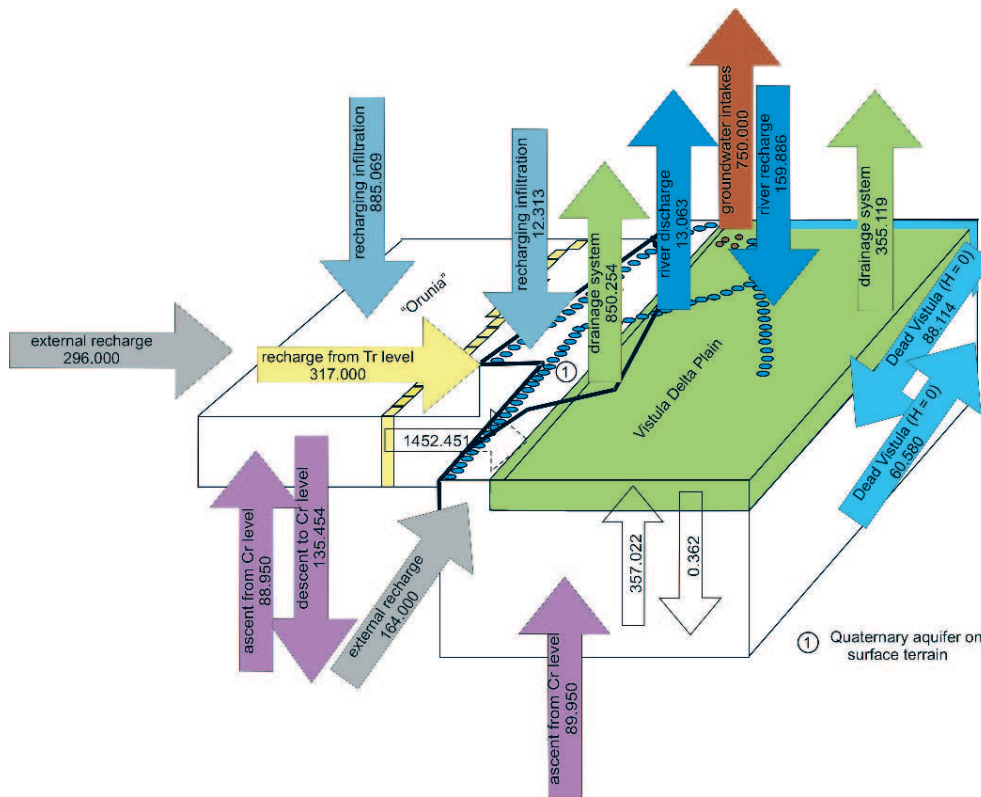 groundwater intakes
750.000
river recharge
159.886
recharging infiltration
885.069
recharging infiltration
12.313
river discharge
13.063
drainage system
355.119
drainage system
850.254
"Orunia"
external recharge
296.000
recharge from Tr level
317.000
1
Vistula Delta Plain
Dead Vistula (H = 0)
88.114
Dead Vistula (H = 0)
60.580
1452.451
ascent from Cr level
88.950
descent to Cr level
135.454
external recharge
164.000
357.022
0.362
ascent from Cr level
89.950
1 Quaternary aquifer on
surface terrain